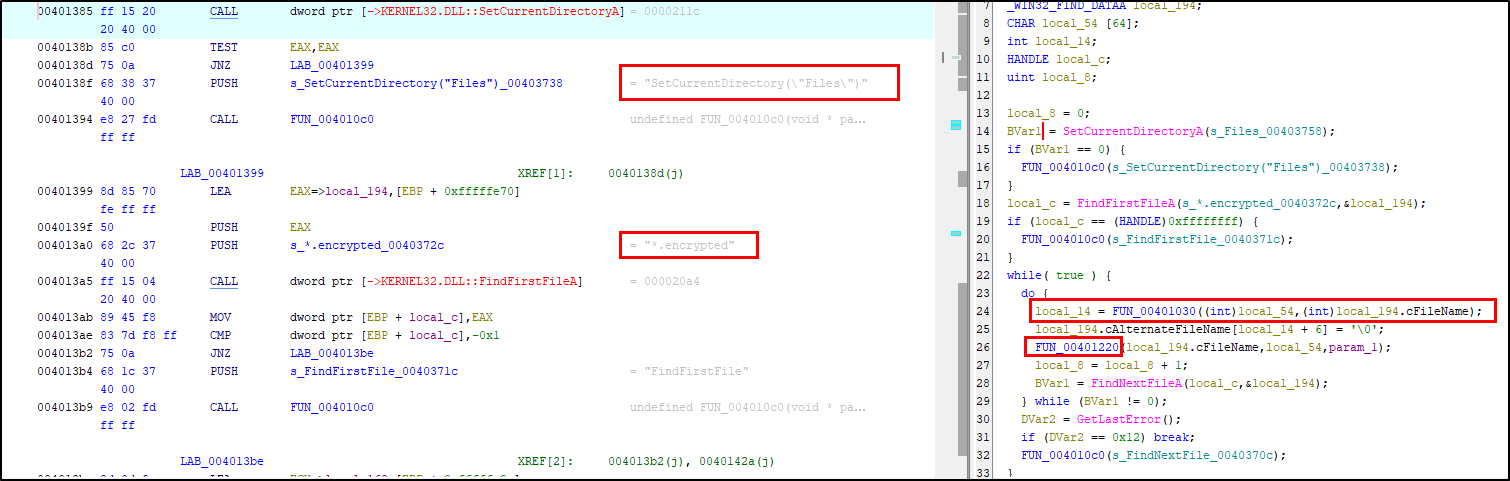 00401385 ff 15 20 CALL dword ptr [->KERNEL32.DLL::SetCurrentDirectoryA] = 0000211c
20 40 00
0040138b 85 c0 TEST EAX,EAX
0040138d 75 0a JNZ LAB_00401399
0040138f 68 38 37 PUSH s_SetCurrentDirectory("Files")_00403738 = "SetCurrentDirectory(\"Files\")"
40 00
00401394 e8 27 fd CALL FUN_004010c0 undefined FUN_004010c0(void * pa...
ff ff
LAB_00401399 XREF[1]: 0040138d(j)
00401399 8d 85 70 LEA EAX=>local_194,[EBP + 0xfffffe70]
fe ff ff
0040139f 50 PUSH EAX
004013a0 68 2c 37 PUSH s_*.encrypted_0040372c = "*.encrypted"
40 00
004013a5 ff 15 04 CALL dword ptr [->KERNEL32.DLL::FindFirstFileA] = 000020a4
20 40 00
004013ab 89 45 f8 MOV dword ptr [EBP + local_c],EAX
004013ae 83 7d f8 ff CMP dword ptr [EBP + local_c],-0x1
004013b2 75 0a JNZ LAB_004013be
004013b4 68 1c 37 PUSH s_FindFirstFile_0040371c = "FindFirstFile"
40 00
004013b9 e8 02 fd CALL FUN_004010c0 undefined FUN_004010c0(void * pa...
ff ff
LAB_004013be XREF[2]: 004013b2(j), 0040142a(j)
7 _WIN32_FIND_DATAA local_194;
8 CHAR local_54 [64];
9 int local_14;
10 HANDLE local_c;
11 uint local_8;
12
13 local_8 = 0;
14 BVar1 = SetCurrentDirectoryA(s_Files_00403758);
15 if (BVar1 == 0) {
16 FUN_004010c0(s_SetCurrentDirectory("Files")_00403738);
17 }
18 local_c = FindFirstFileA(s_*.encrypted_0040372c,&local_194);
19 if (local_c == (HANDLE)0xffffffff) {
20 FUN_004010c0(s_FindFirstFile_0040371c);
21 }
22 while( true ) {
23 do {
24 local_14 = FUN_00401030((int)local_54,(int)local_194.cFileName);
25 local_194.cAlternateFileName[local_14 + 6] = '\0';
26 FUN_00401220(local_194.cFileName,local_54,param_1);
27 local_8 = local_8 + 1;
28 BVar1 = FindNextFileA(local_c,&local_194);
29 } while (BVar1 != 0);
30 DVar2 = GetLastError();
31 if (DVar2 == 0x12) break;
32 FUN_004010c0(s_FindNextFile_0040370c);
33 }